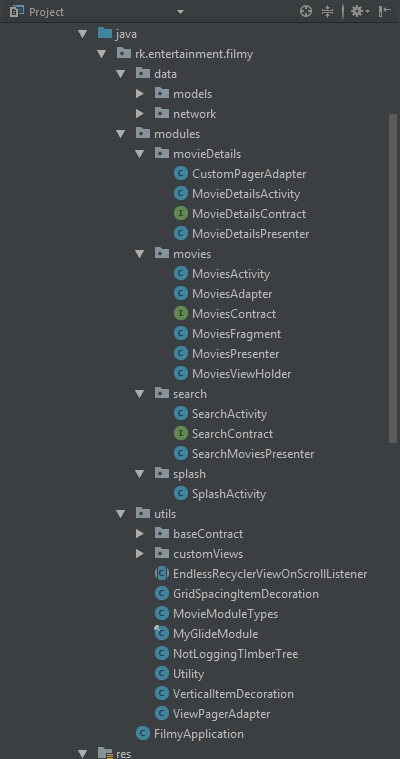 Project
java
rk.entertainment.filmy
data
models
network
modules
movieDetails
CustomPagerAdapter
MovieDetailsActivity
MovieDetailsContract
MovieDetailsPresenter
movies
MoviesActivity
MoviesAdapter
MoviesContract
MoviesFragment
MoviesPresenter
MoviesViewHolder
search
SearchActivity
SearchContract
SearchMoviesPresenter
splash
SplashActivity
utils
baseContract
customViews
EndlessRecyclerViewOnScrollListener
GridSpacingItemDecoration
MovieModuleTypes
MyGlideModule
NotLoggingTImberTree
Utility
VerticalItemDecoration
ViewPagerAdapter
FilmyApplication
res